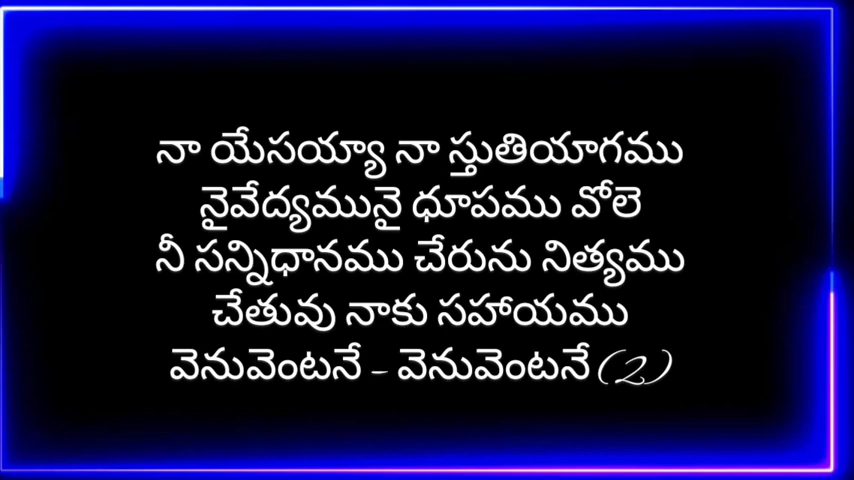 నా యేసయ్యా నా స్తుతియాగము
నైవేద్యమునై ధూపము వోలె
నీ సన్నిధానము చేరును నిత్యము
చేతువు నాకు సహాయము
వెనువెంటనే - వెనువెంటనే (2)